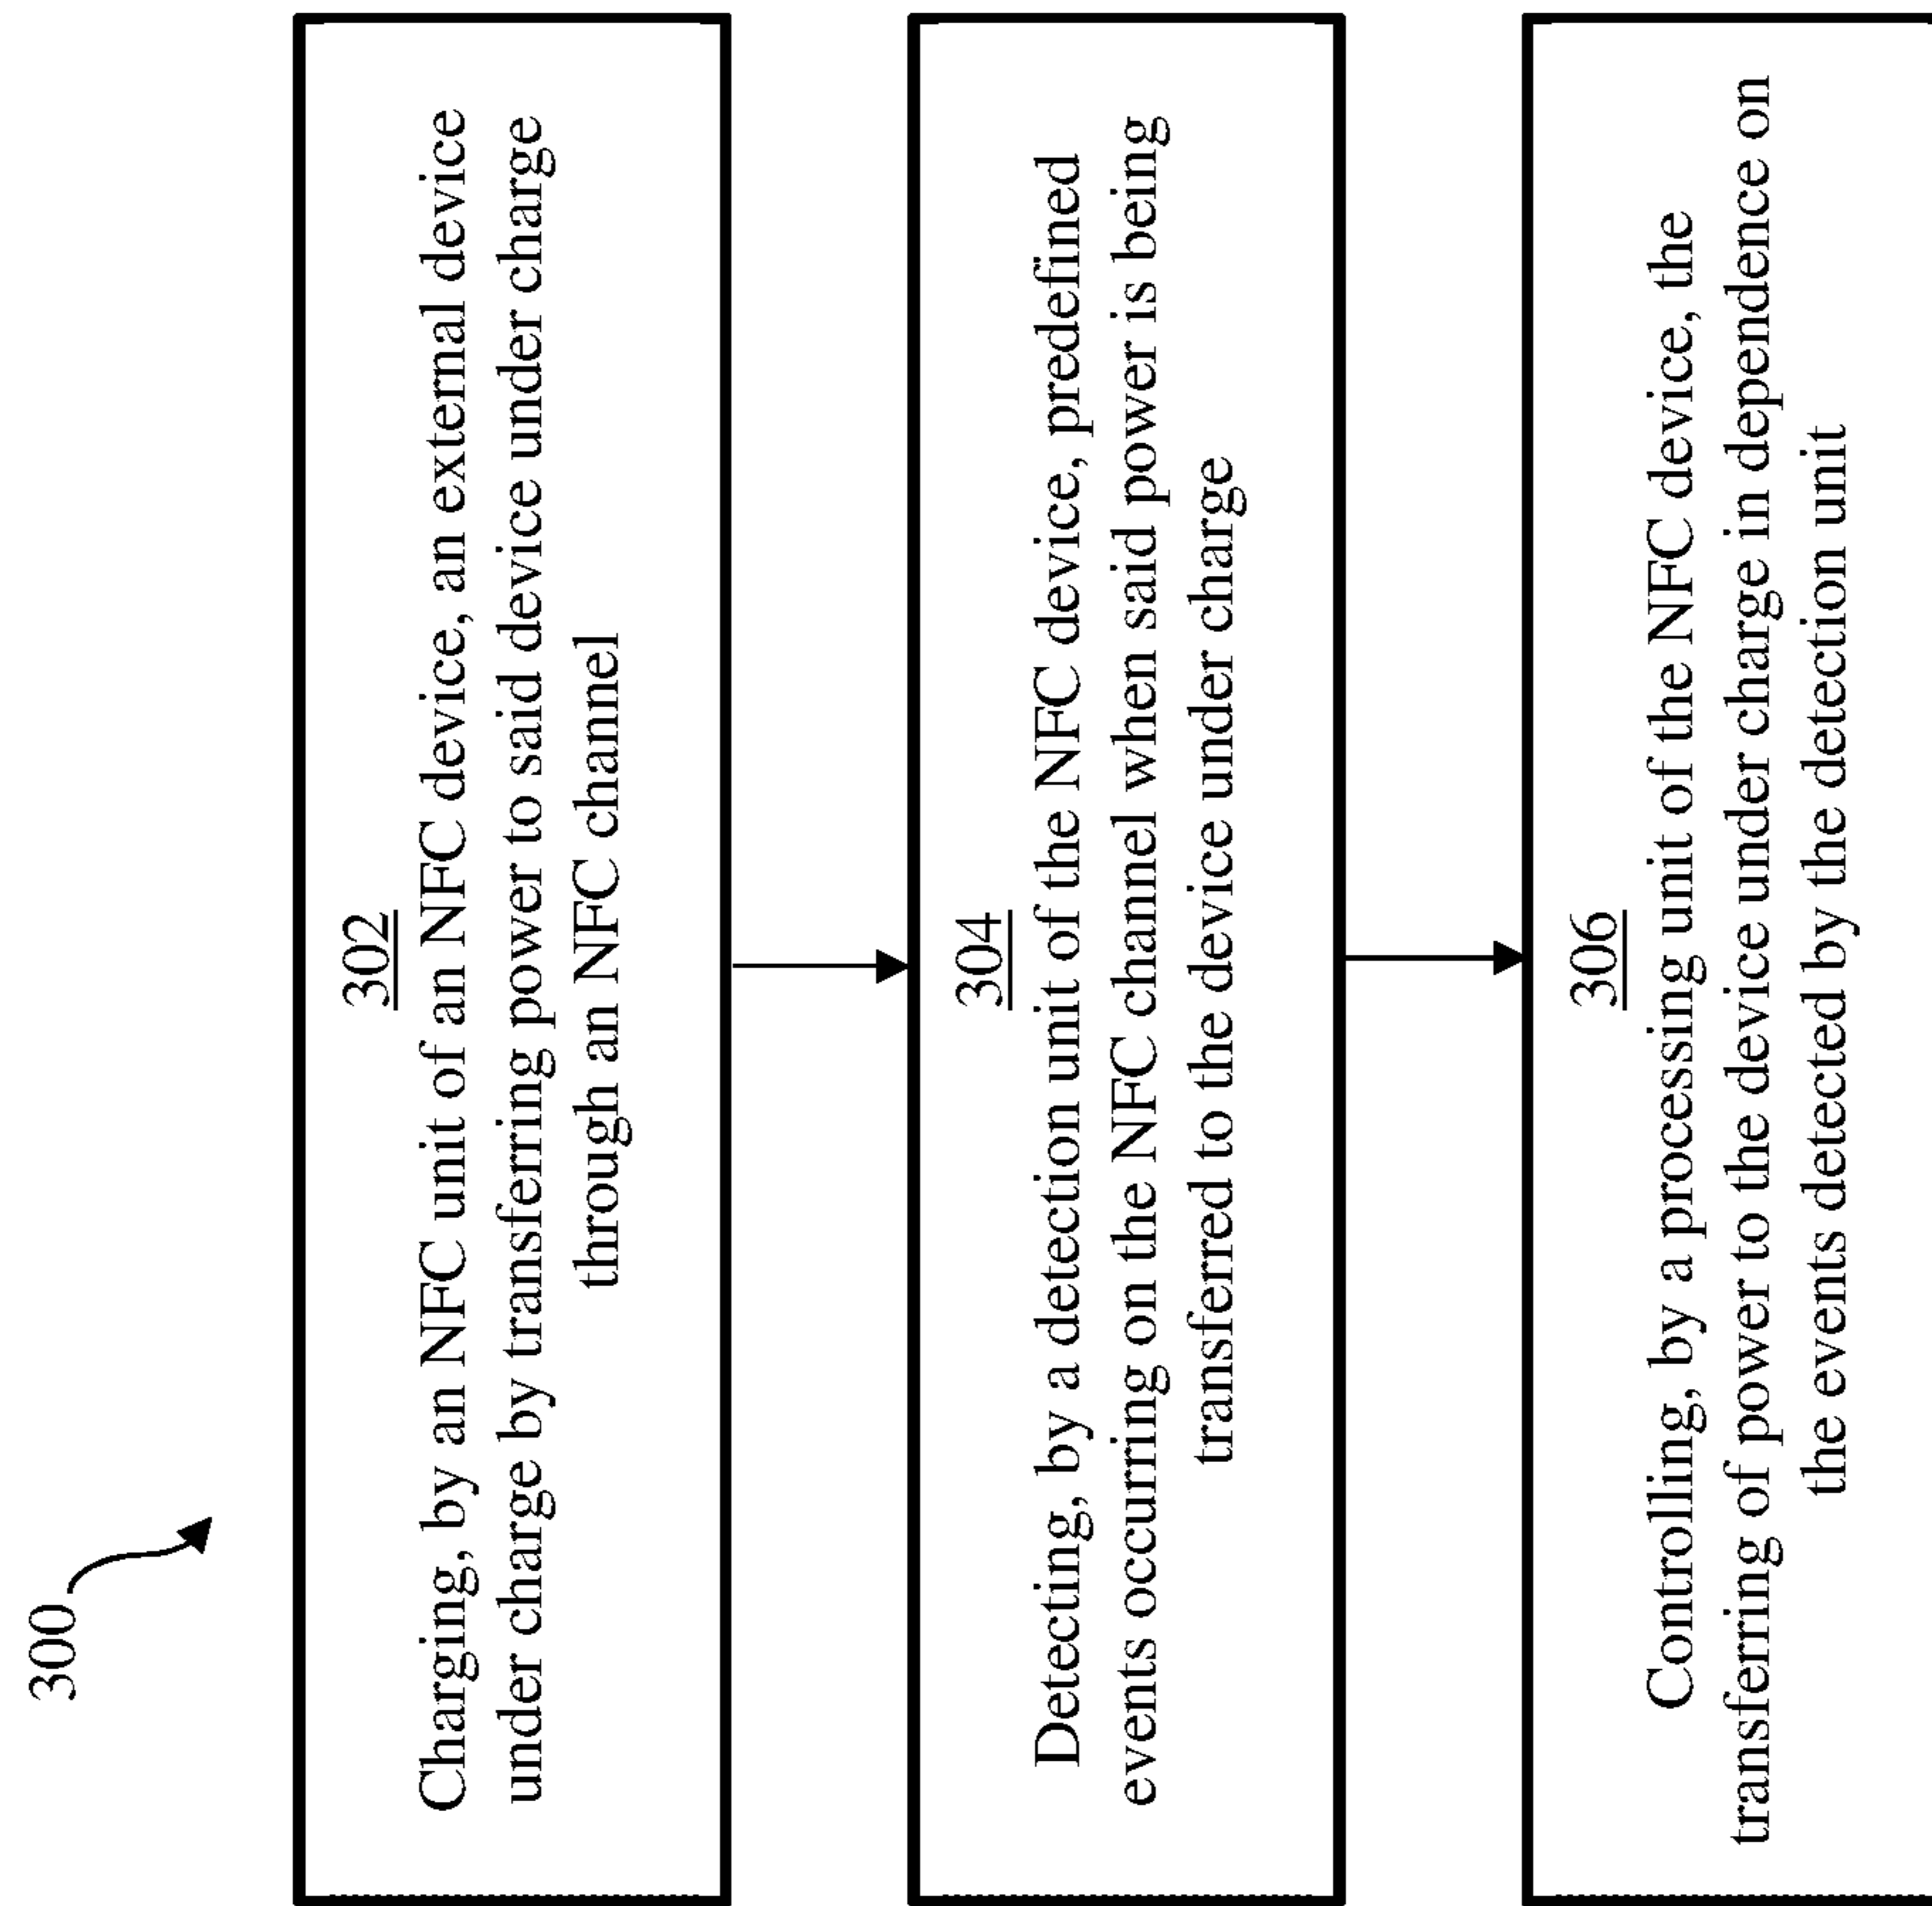 300
302
Charging, by an NFC unit of an NFC device, an external device
under charge by transferring power to said device under charge
through an NFC channel
304
Detecting, by a detection unit of the NFC device, predefined
events occurring on the NFC channel when said power is being
transferred to the device under charge
306
Controlling, by a processing unit of the NFC device, the
transferring of power to the device under charge in dependence on
the events detected by the detection unit